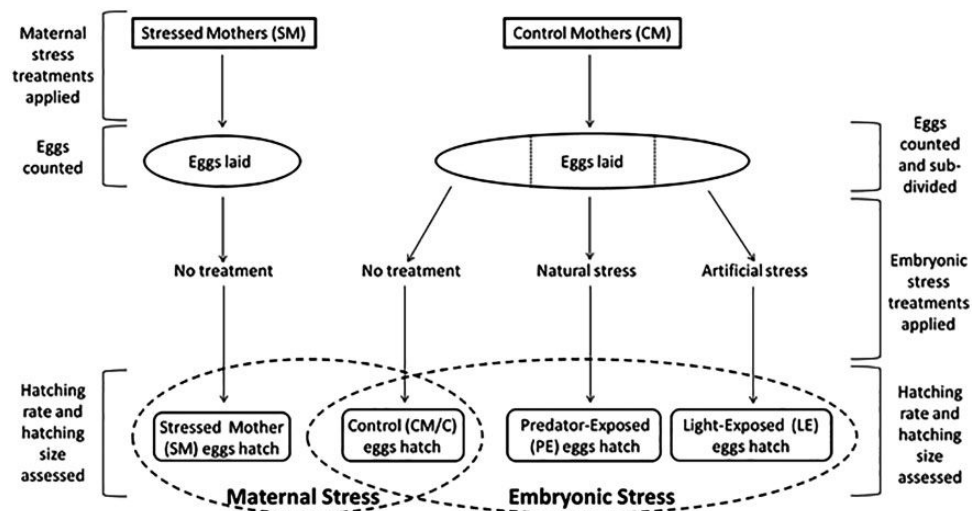 Maternal
stress
treatments
applied
Stressed Mothers (SM)
Control Mothers (CM)
Eggs
counted
Eggs laid
Eggs laid
Eggs
counted
and sub-
divided
No treatment
No treatment
Natural stress
Artificial stress
Embryonic
stress
treatments
applied
Hatching
rate and
hatching
size
assessed
Stressed Mother
(SM) eggs hatch
Control (CM/C)
eggs hatch
Predator-Exposed
(PE) eggs hatch
Light-Exposed (LE)
eggs hatch
Hatching
rate and
hatching
size
assessed
Maternal Stress
Embryonic Stress